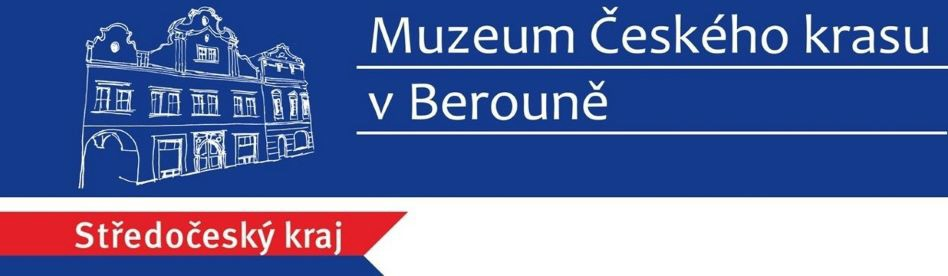 Muzeum Českého krasu
v Berouně
Středočeský kraj